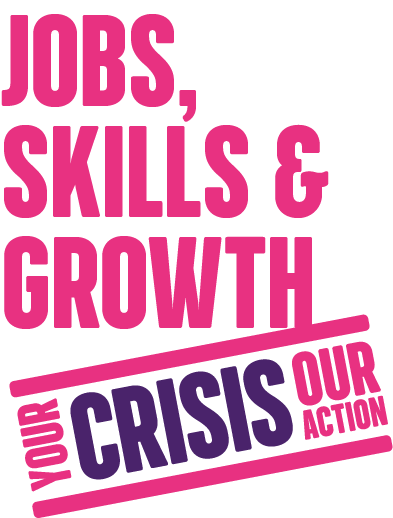 JOBS,
SKILLS &
GROWTH
YOUR
CRISIS
OUR
ACTION